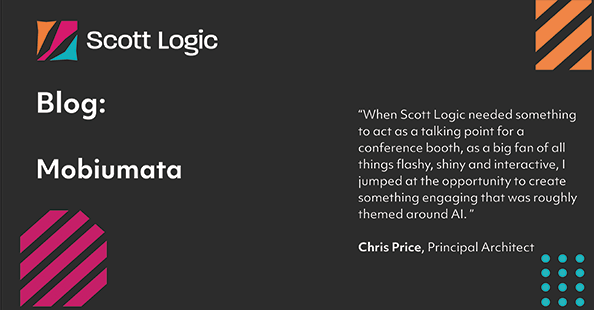 Scott Logic
Blog:
Mobiumata
“When Scott Logic needed something
to act as a talking point for a
conference booth, as a big fan of all
things flashy, shiny and interactive, I
jumped at the opportunity to create
something engaging that was roughly
themed around AI. ”
Chris Price, Principal Architect